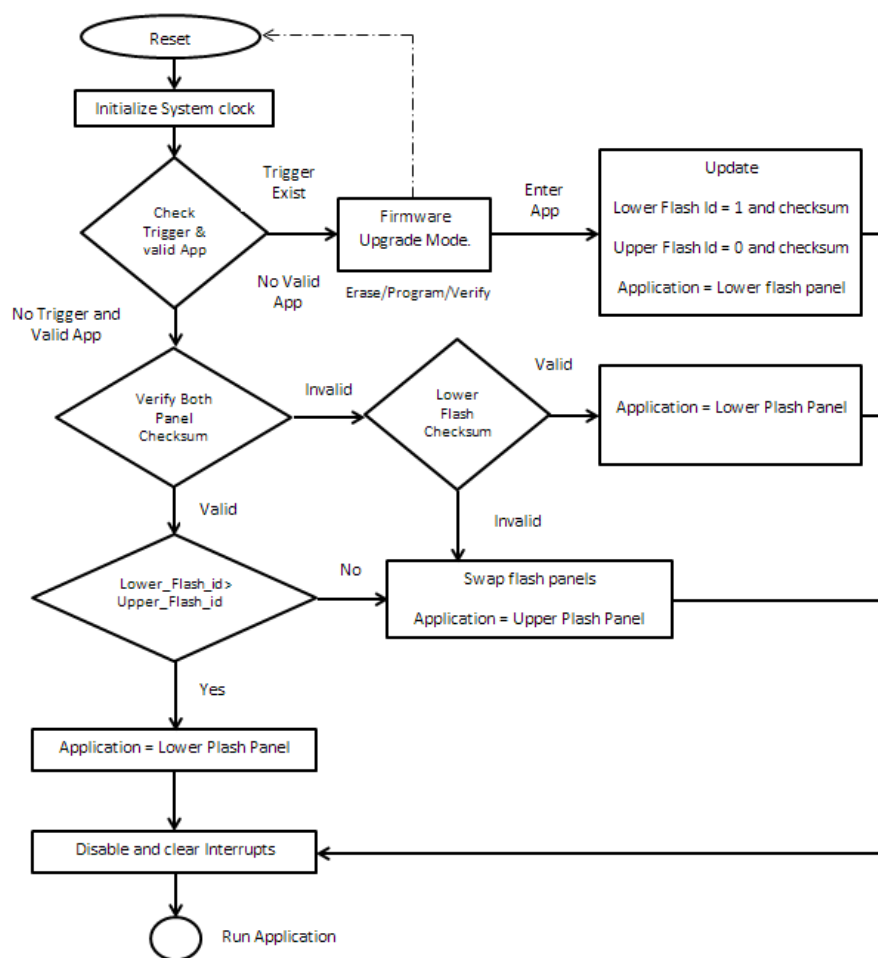 Reset
Initialize System clock
Check
Trigger &
valid App
Trigger
Exist
No Valid
App
Firmware
Upgrade Mode.
Erase/Program/Verify
Enter
App
Update
Lower Flash Id = 1 and checksum
Upper Flash Id = 0 and checksum
Application = Lower flash panel
No Trigger and
Valid App
Verify Both
Panel
Checksum
Invalid
Lower
Flash
Checksum
Valid
Application = Lower Plash Panel
Valid
Invalid
Lower_Flash_id>
Upper_Flash_id
No
Swap flash panels
Application = Upper Plash Panel
Yes
Application = Lower Plash Panel
Disable and clear Interrupts
Run Application